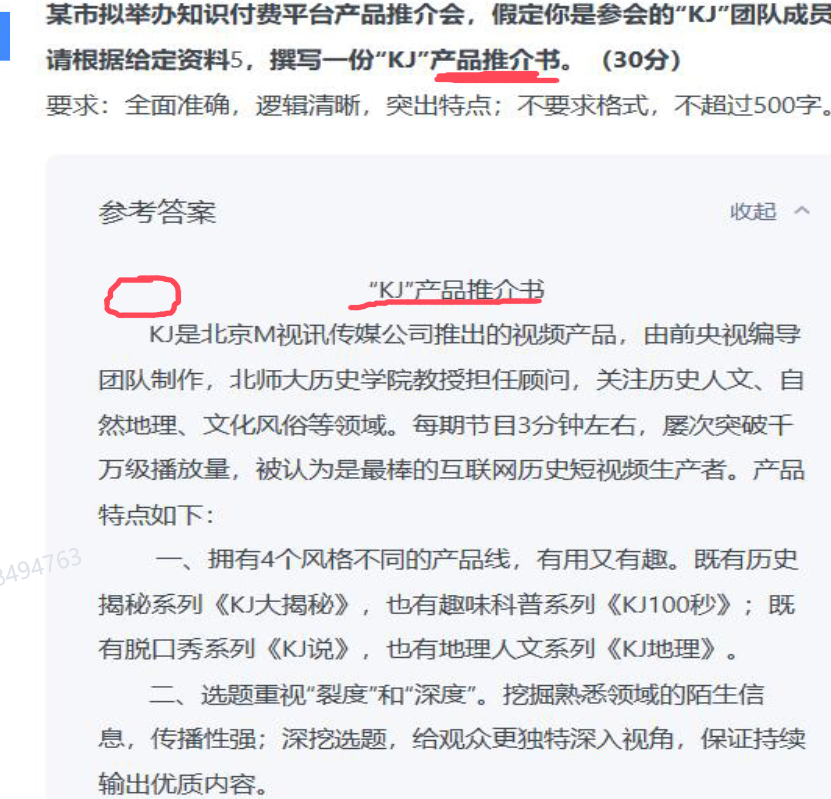 某市拟举办知识付费平台产品推介会，假定你是参会的“KJ”团队成员
请根据给定资料5，撰写一份“KJ”产品推介书。（30分）
要求：全面准确，逻辑清晰，突出特点；不要求格式，不超过500字。
参考答案
收起
“KJ”产品推介书
KJ是北京M视讯传媒公司推出的视频产品，由前央视编导
团队制作，北师大历史学院教授担任顾问，关注历史人文、自
然地理、文化风俗等领域。每期节目3分钟左右，屡次突破千
万级播放量，被认为是最棒的互联网历史短视频生产者。产品
特点如下：
一、拥有4个风格不同的产品线，有用又有趣。既有历史
揭秘系列《KJ大揭秘》，也有趣味科普系列《KJ100秒》；既
有脱口秀系列《KJ说》，也有地理人文系列《KJ地理》。
二、选题重视“裂度”和“深度”。挖掘熟悉领域的陌生信
息，传播性强；深挖选题，给观众更独特深入视角，保证持续
输出优质内容。
8494763